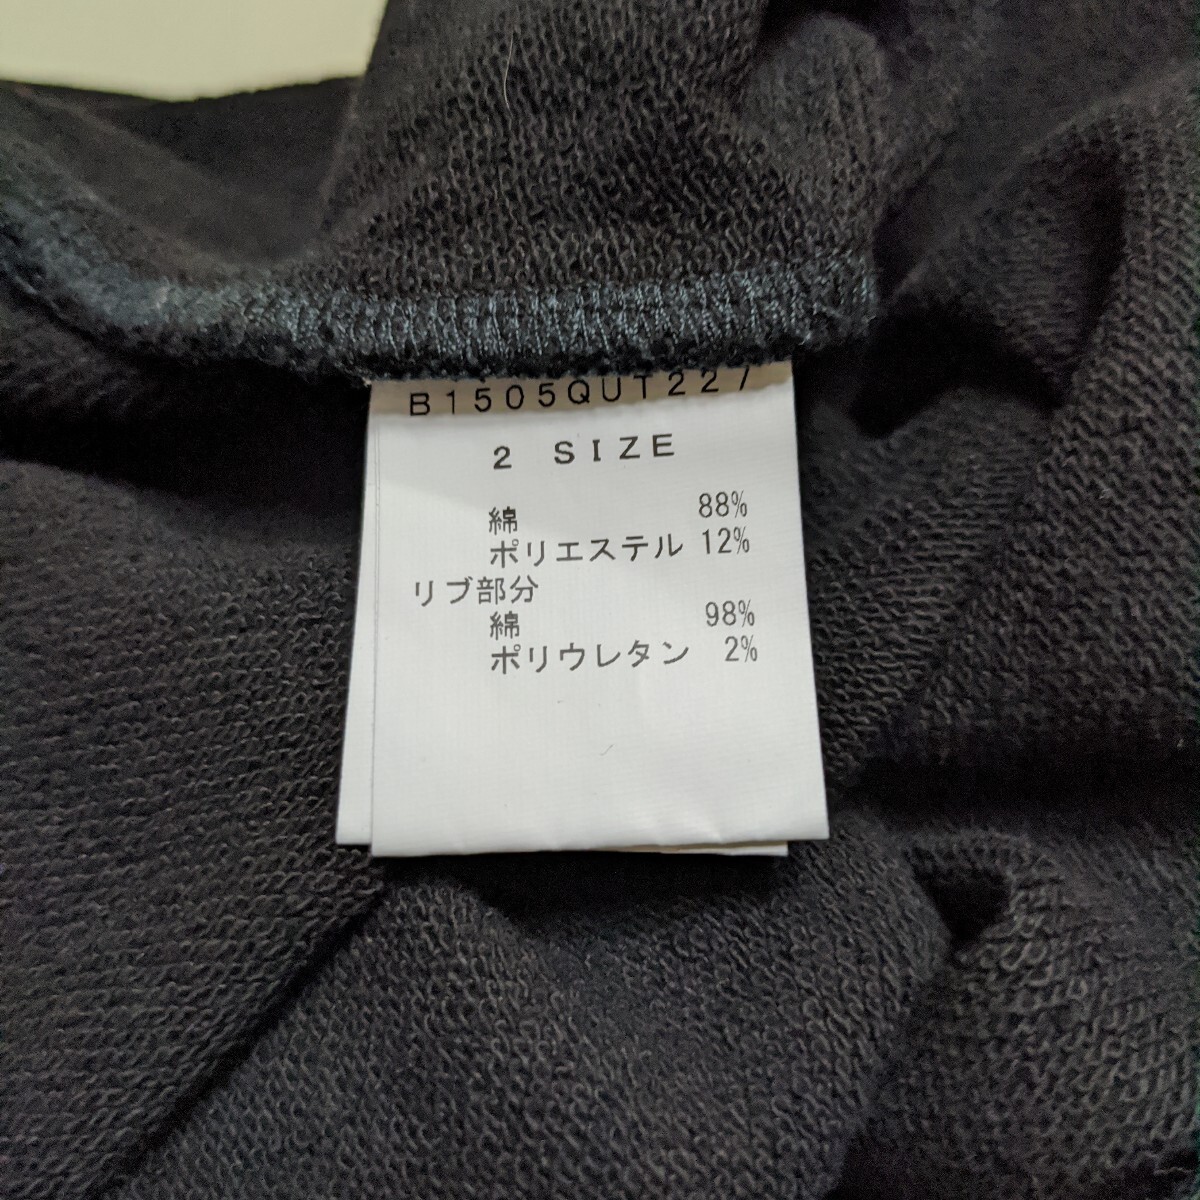 B1505QUT227
2 SIZE
綿 88%
ポリエステル 12%
リブ部分
綿 98%
ポリウレタン 2%